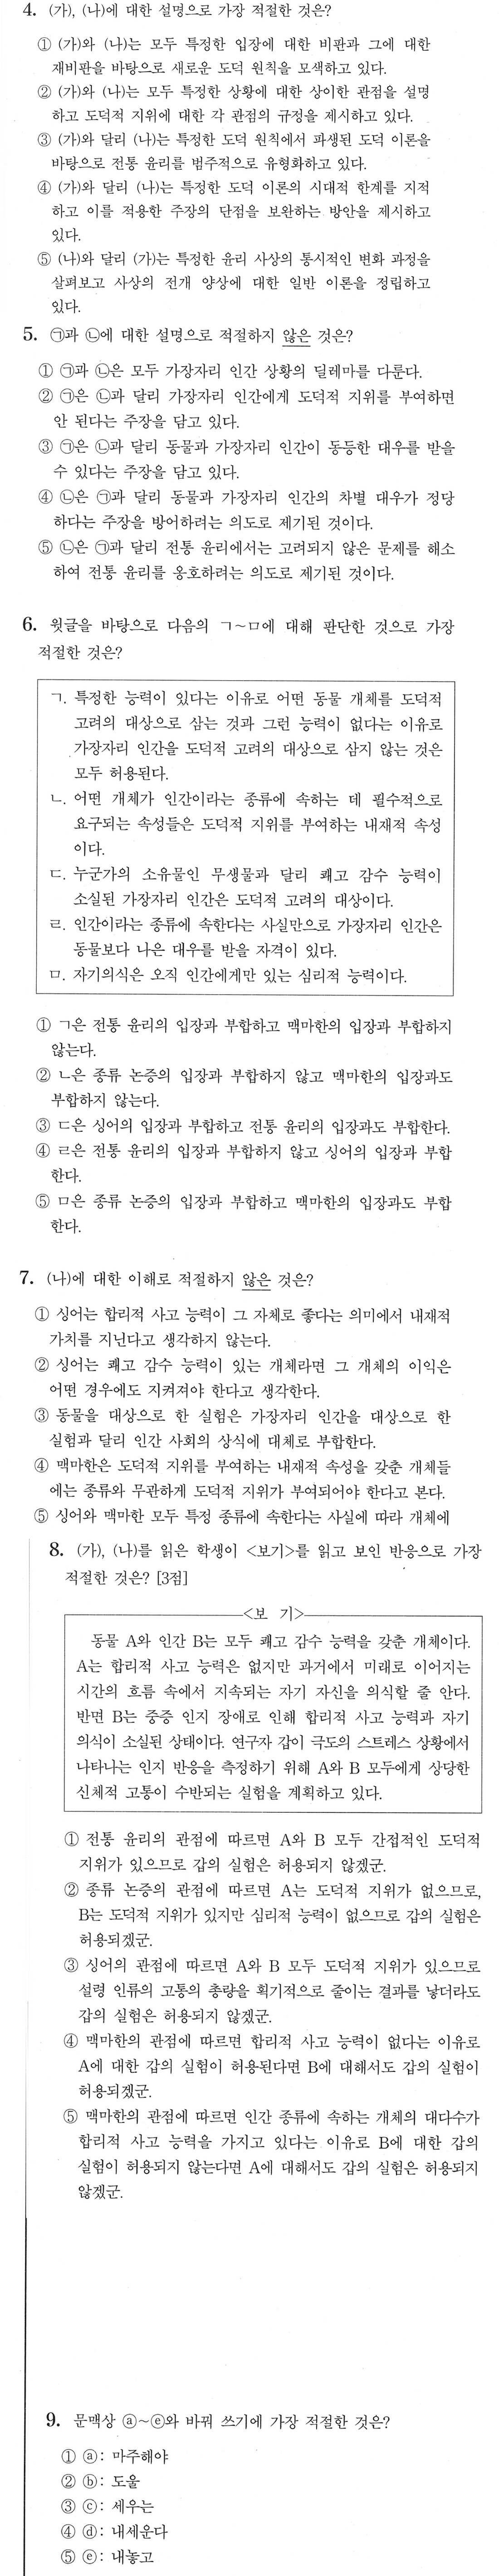 4. (가), (나)에 대한 설명으로 가장 적절한 것은?
① (가)와 (나)는 모두 특정한 입장에 대한 비판과 그에 대한
재비판을 바탕으로 새로운 도덕 원칙을 모색하고 있다.
② (가)와 (나)는 모두 특정한 상황에 대한 상이한 관점을 설명
하고 도덕적 지위에 대한 각 관점의 규정을 제시하고 있다.
③ (가)와 달리 (나)는 특정한 도덕 원칙에서 파생된 도덕 이론을
바탕으로 전통 윤리를 범주적으로 유형화하고 있다.
④ (가)와 달리 (나)는 특정한 도덕 이론의 시대적 한계를 지적
하고 이를 적용한 주장의 단점을 보완하는 방안을 제시하고
있다.
⑤ (나)와 달리 (가)는 특정한 윤리 사상의 통시적인 변화 과정을
살펴보고 사상의 전개 양상에 대한 일반 이론을 정립하고
있다.
5. ㉠과 ㉡에 대한 설명으로 적절하지 않은 것은?
① ㉠과 ㉡은 모두 가장자리 인간 상황의 딜레마를 다룬다.
② ㉠은 ㉡과 달리 가장자리 인간에게 도덕적 지위를 부여하면
안 된다는 주장을 담고 있다.
③ ㉠은 ㉡과 달리 동물과 가장자리 인간이 동등한 대우를 받을
수 있다는 주장을 담고 있다.
④ ㉡은 ㉠과 달리 동물과 가장자리 인간의 차별 대우가 정당
하다는 주장을 방어하려는 의도로 제기된 것이다.
⑤ ㉡은 ㉠과 달리 전통 윤리에서는 고려되지 않은 문제를 해소
하여 전통 윤리를 옹호하려는 의도로 제기된 것이다.
6. 윗글을 바탕으로 다음의 ㄱ~ㅁ에 대해 판단한 것으로 가장
적절한 것은?
ㄱ. 특정한 능력이 있다는 이유로 어떤 동물 개체를 도덕적
고려의 대상으로 삼는 것과 그런 능력이 없다는 이유로
가장자리 인간을 도덕적 고려의 대상으로 삼지 않는 것은
모두 허용된다.
ㄴ. 어떤 개체가 인간이라는 종류에 속하는 데 필수적으로
요구되는 속성들은 도덕적 지위를 부여하는 내재적 속성
이다.
ㄷ. 누군가의 소유물인 무생물과 달리 쾌고 감수 능력이
소실된 가장자리 인간은 도덕적 고려의 대상이다.
ㄹ. 인간이라는 종류에 속한다는 사실만으로 가장자리 인간은
동물보다 나은 대우를 받을 자격이 있다.
ㅁ. 자기의식은 오직 인간에게만 있는 심리적 능력이다.
① ㄱ은 전통 윤리의 입장과 부합하고 맥마한의 입장과 부합하지
않는다.
② ㄴ은 종류 논증의 입장과 부합하지 않고 맥마한의 입장과도
부합하지 않는다.
③ ㄷ은 싱어의 입장과 부합하고 전통 윤리의 입장과도 부합한다.
④ ㄹ은 전통 윤리의 입장과 부합하지 않고 싱어의 입장과 부합
한다.
⑤ ㅁ은 종류 논증의 입장과 부합하고 맥마한의 입장과도 부합
한다.
7. (나)에 대한 이해로 적절하지 않은 것은?
① 싱어는 합리적 사고 능력이 그 자체로 좋다는 의미에서 내재적
가치를 지닌다고 생각하지 않는다.
② 싱어는 쾌고 감수 능력이 있는 개체라면 그 개체의 이익은
어떤 경우에도 지켜져야 한다고 생각한다.
③ 동물을 대상으로 한 실험은 가장자리 인간을 대상으로 한
실험과 달리 인간 사회의 상식에 대체로 부합한다.
④ 맥마한은 도덕적 지위를 부여하는 내재적 속성을 갖춘 개체들
에는 종류와 무관하게 도덕적 지위가 부여되어야 한다고 본다.
⑤ 싱어와 맥마한 모두 특정 종류에 속한다는 사실에 따라 개체에
8. (가), (나)를 읽은 학생이 <보기>를 읽고 보인 반응으로 가장
적절한 것은? [3점]
<보 기>
동물 A와 인간 B는 모두 쾌고 감수 능력을 갖춘 개체이다.
A는 합리적 사고 능력은 없지만 과거에서 미래로 이어지는
시간의 흐름 속에서 지속되는 자기 자신을 의식할 줄 안다.
반면 B는 중증 인지 장애로 인해 합리적 사고 능력과 자기
의식이 소실된 상태이다. 연구자 갑이 극도의 스트레스 상황에서
나타나는 인지 반응을 측정하기 위해 A와 B 모두에게 상당한
신체적 고통이 수반되는 실험을 계획하고 있다.
① 전통 윤리의 관점에 따르면 A와 B 모두 간접적인 도덕적
지위가 있으므로 갑의 실험은 허용되지 않겠군.
② 종류 논증의 관점에 따르면 A는 도덕적 지위가 없으므로,
B는 도덕적 지위가 있지만 심리적 능력이 없으므로 갑의 실험은
허용되겠군.
③ 싱어의 관점에 따르면 A와 B 모두 도덕적 지위가 있으므로
설령 인류의 고통의 총량을 획기적으로 줄이는 결과를 낳더라도
갑의 실험은 허용되지 않겠군.
④ 맥마한의 관점에 따르면 합리적 사고 능력이 없다는 이유로
A에 대한 갑의 실험이 허용된다면 B에 대해서도 갑의 실험이
허용되겠군.
⑤ 맥마한의 관점에 따르면 인간 종류에 속하는 개체의 대다수가
합리적 사고 능력을 가지고 있다는 이유로 B에 대한 갑의
실험이 허용되지 않는다면 A에 대해서도 갑의 실험은 허용되지
않겠군.
9. 문맥상 ⓐ~ⓔ와 바꿔 쓰기에 가장 적절한 것은?
① ⓐ: 마주해야
② ⓑ: 도울
③ ⓒ: 세우는
④ ⓓ: 내세운다
⑤ ⓔ: 내놓고